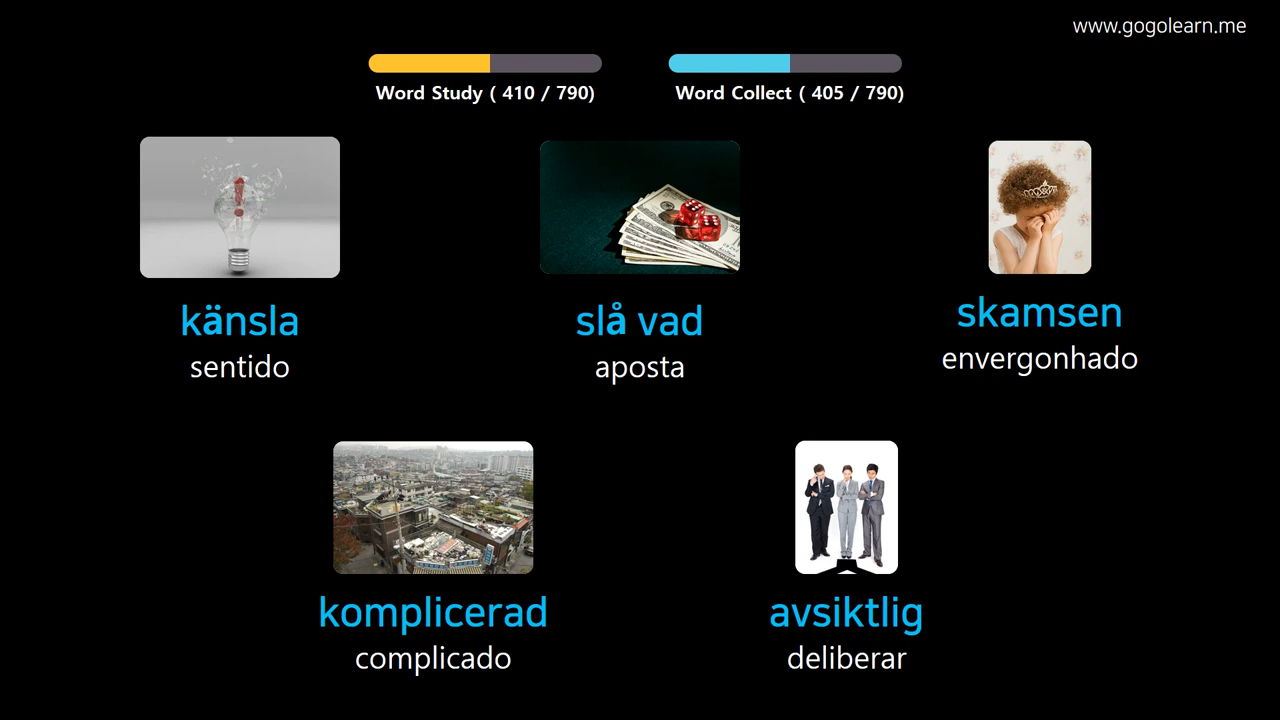 www.gogolearn.me
Word Study ( 410 / 790)
Word Collect ( 405 / 790)
känsla
sentido
slå vad
aposta
skamsen
envergonhado
komplicerad
complicado
avsiktlig
deliberar